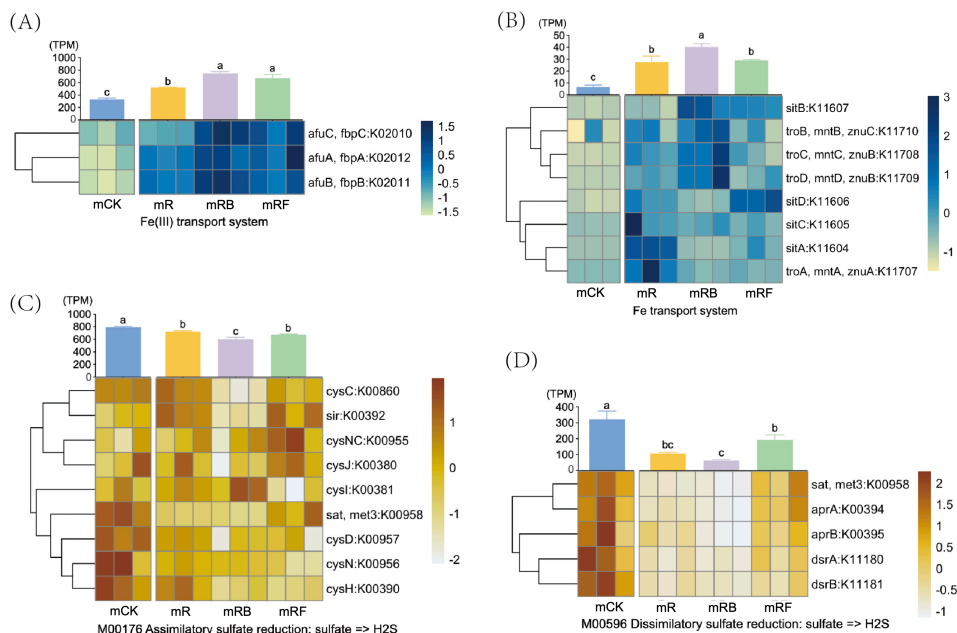 (A)
(TPM)
1000
800
600
400
200
0
c
b
a
a
afuC, fbpC:K02010
afuA, fbpA:K02012
afuB, fbpB:K02011
1.5
1
0.5
0
-0.5
-1
-1.5
mCK
mR
mRB
mRF
Fe(III) transport system
(B)
(TPM)
50
40
30
20
10
0
c
b
a
b
sitB:K11607
troB, mntB, znuC:K11710
troC, mntC, znuB:K11708
troD, mntD, znuB:K11709
sitD:K11606
sitC:K11605
sitA:K11604
troA, mntA, znuA:K11707
3
2
1
0
-1
mCK
mR
mRB
mRF
Fe transport system
(C)
(TPM)
1000
800
600
400
200
0
a
b
c
b
cysC:K00860
sir:K00392
cysNC:K00955
cysJ:K00380
cysI:K00381
sat, met3:K00958
cysD:K00957
cysN:K00956
cysH:K00390
1
0
-1
-2
mCK
mR
mRB
mRF
M00176 Assimilatory sulfate reduction: sulfate => H2S
(D)
(TPM)
400
300
200
100
0
a
bc
c
b
sat, met3:K00958
aprA:K00394
aprB:K00395
dsrA:K11180
dsrB:K11181
2
1.5
1
0.5
0
-0.5
-1
mCK
mR
mRB
mRF
M00596 Dissimilatory sulfate reduction: sulfate => H2S